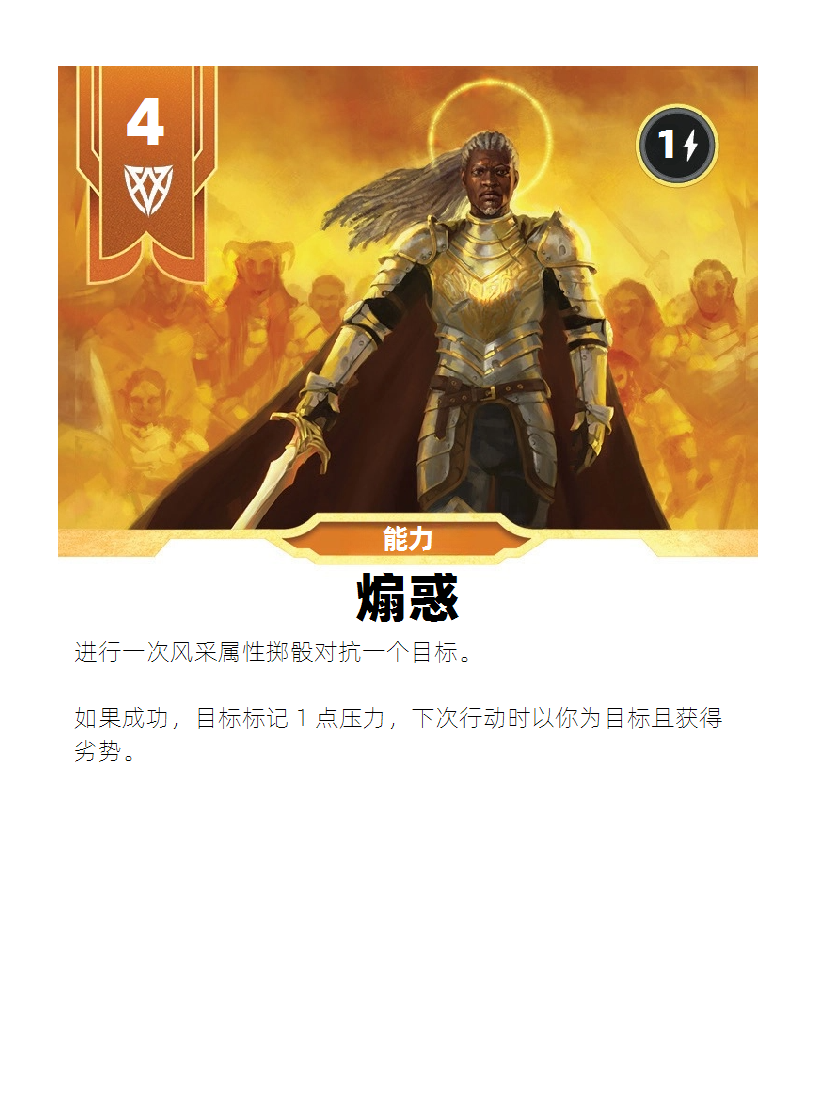 4
1
能力
煽惑
进行一次风采属性掷骰对抗一个目标。
如果成功，目标标记 1 点压力，下次行动时以你为目标且获得
劣势。